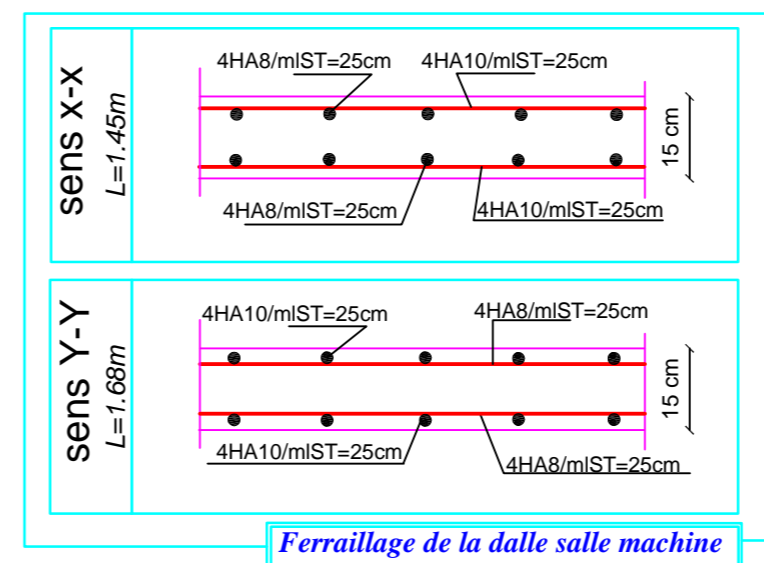 sens x-x
L=1.45m
4HA8/mlST=25cm
4HA10/mlST=25cm
4HA8/mlST=25cm
4HA10/mlST=25cm
15 cm
sens Y-Y
L=1.68m
4HA10/mlST=25cm
4HA8/mlST=25cm
4HA10/mlST=25cm
4HA8/mlST=25cm
15 cm
Ferraillage de la dalle salle machine